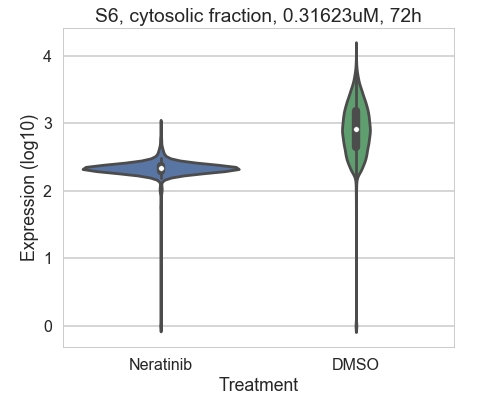 S6, cytosolic fraction, 0.31623uM, 72h
Expression (log10)
4
3
2
1
0
Neratinib DMSO
Treatment